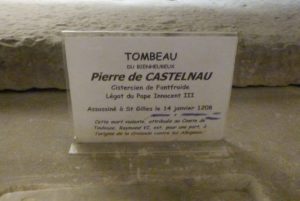 TOMBEAU
DU BIENHEUREUX
Pierre de CASTELNAU
Cistercien de Fontfroide
Légat du Pape Innocent III
Assassiné à St Gilles le 14 janvier 1208
Cette mort violente, attribuée au Comte de
Toulouse, Raymond VI, est, pour une part, à
l'origine de la croisade contre les Albigeois.